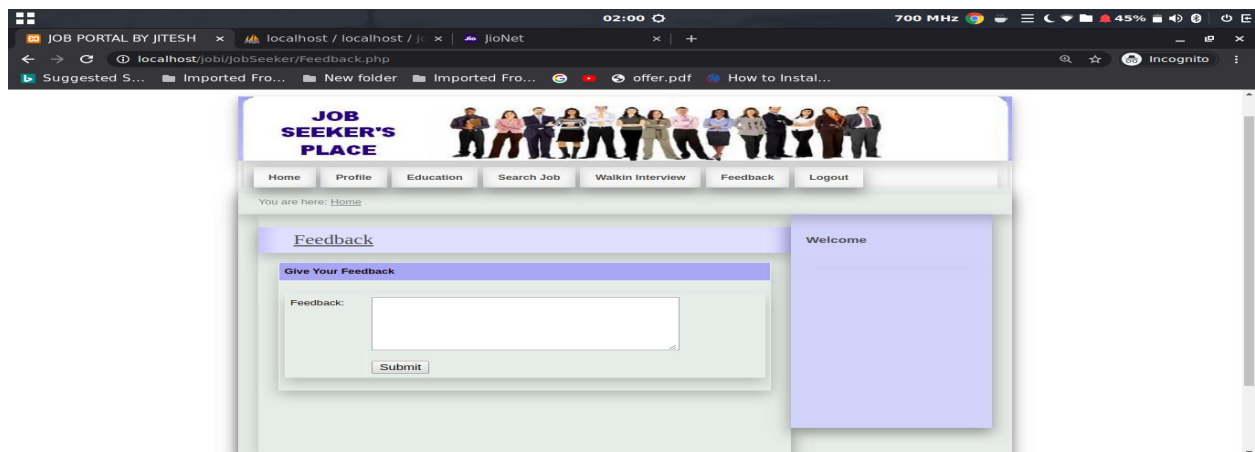 02:00
700 MHz
45%
JOB PORTAL BY JITESH
localhost / localhost / jo
Jio
JioNet
localhost/jobi/JobSeeker/Feedback.php
Incognito
Suggested S...
Imported Fro...
New folder
Imported Fro...
offer.pdf
How to Instal...
JOB
SEEKER'S
PLACE
Home
Profile
Education
Search Job
Walkin Interview
Feedback
Logout
You are here: Home
Feedback
Welcome
Give Your Feedback
Feedback:
Submit